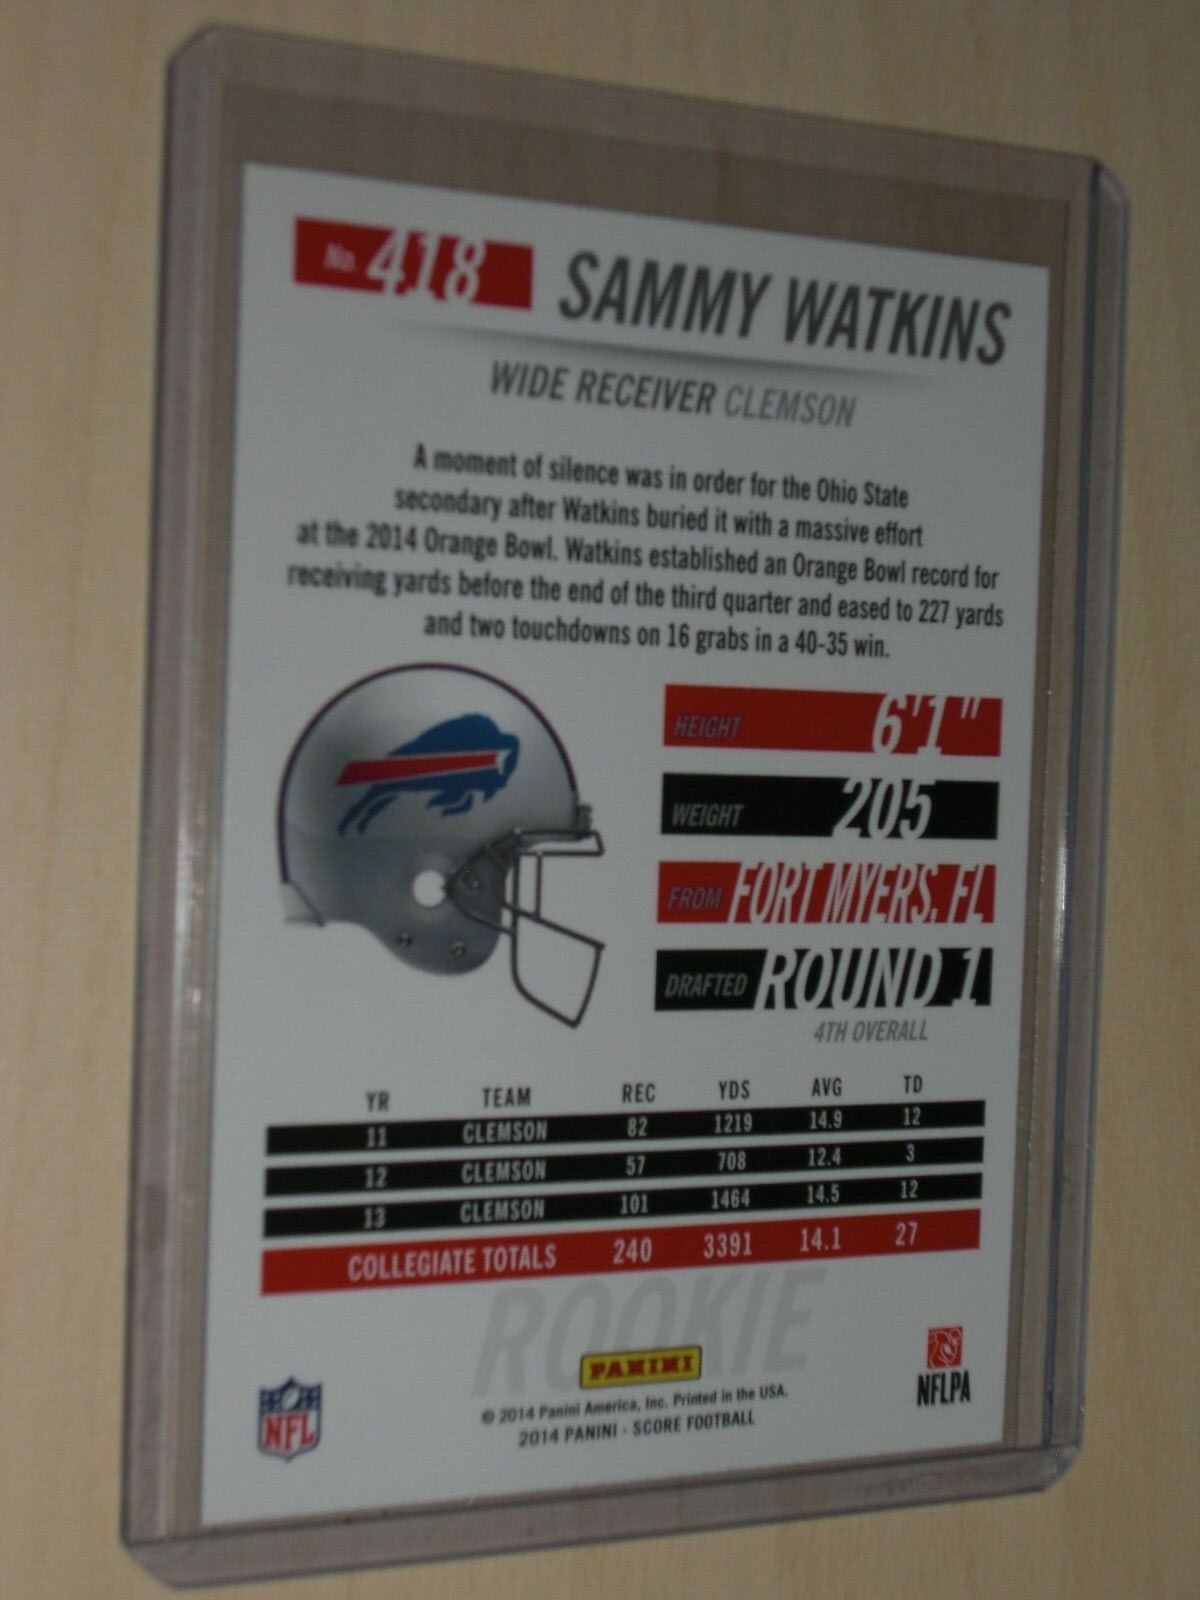 No. 418 SAMMY WATKINS
WIDE RECEIVER CLEMSON
A moment of silence was in order for the Ohio State
secondary after Watkins buried it with a massive effort
at the 2014 Orange Bowl. Watkins established an Orange Bowl record for
receiving yards before the end of the third quarter and eased to 227 yards
and two touchdowns on 16 grabs in a 40-35 win.
HEIGHT 6'1"
WEIGHT 205
FROM FORT MYERS, FL
DRAFTED ROUND 1
4TH OVERALL
YR TEAM REC YDS AVG TD
11 CLEMSON 82 1219 14.9 12
12 CLEMSON 57 708 12.4 3
13 CLEMSON 101 1464 14.5 12
COLLEGIATE TOTALS 240 3391 14.1 27
ROOKIE
PANINI
© 2014 Panini America, Inc. Printed in the USA.
2014 PANINI - SCORE FOOTBALL
NFL
NFLPA